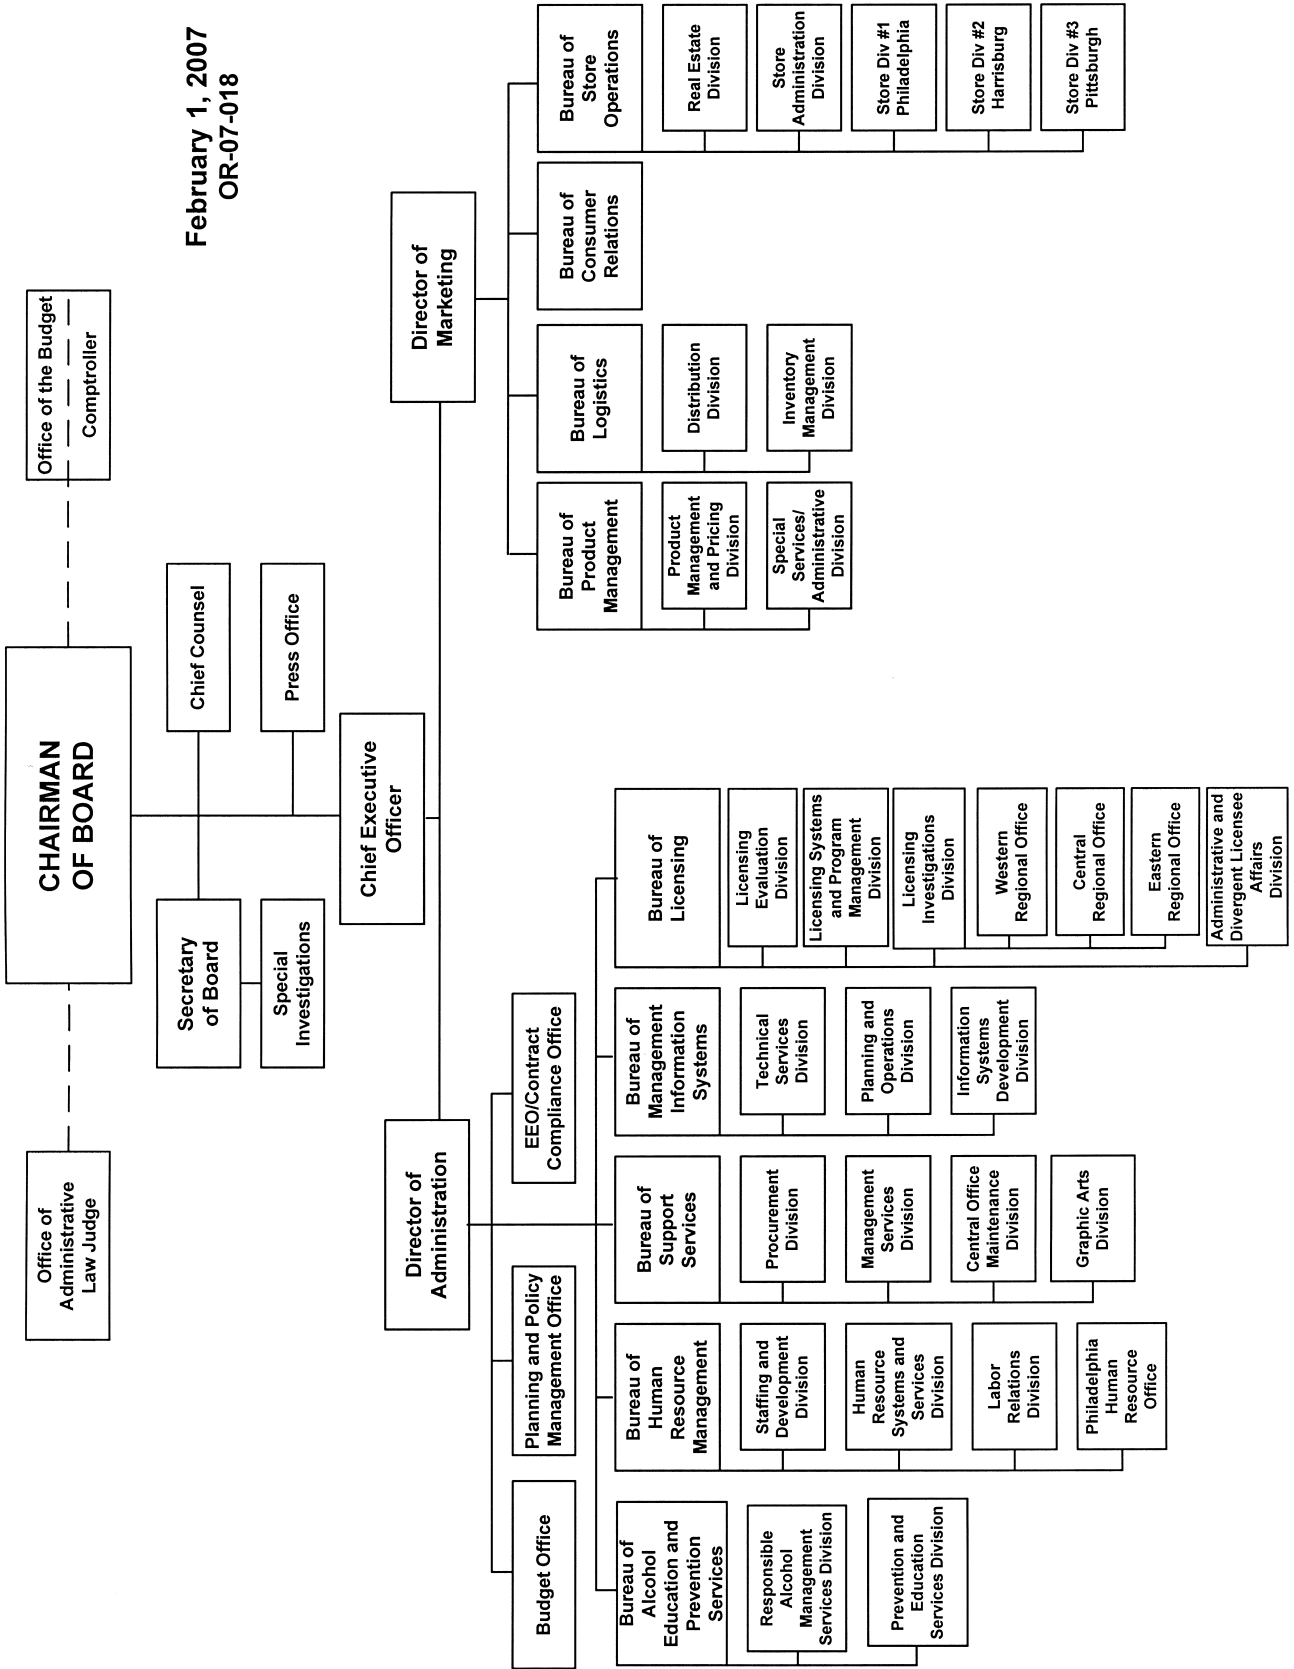 February 1, 2007
OR-07-018
CHAIRMAN
OF BOARD
Office of
Administrative
Law Judge
Office of the Budget
Comptroller
Secretary
of Board
Chief Counsel
Special
Investigations
Press Office
Chief Executive
Officer
Director of
Administration
Director of
Marketing
Budget Office
Planning and Policy
Management Office
EEO/Contract
Compliance Office
Bureau of
Alcohol
Education and
Prevention
Services
Responsible
Alcohol
Management
Services Division
Prevention and
Education
Services Division
Bureau of
Human
Resource
Management
Staffing and
Development
Division
Human
Resource
Systems and
Services
Division
Labor
Relations
Division
Philadelphia
Human
Resource
Office
Bureau of
Support
Services
Procurement
Division
Management
Services
Division
Central Office
Maintenance
Division
Graphic Arts
Division
Bureau of
Management
Information
Systems
Technical
Services
Division
Planning and
Operations
Division
Information
Systems
Development
Division
Bureau of
Licensing
Licensing
Evaluation
Division
Licensing Systems
and Program
Management
Division
Licensing
Investigations
Division
Western
Regional Office
Central
Regional Office
Eastern
Regional Office
Administrative and
Divergent Licensee
Affairs
Division
Bureau of
Product
Management
Product
Management
and Pricing
Division
Special
Services/
Administrative
Division
Bureau of
Logistics
Distribution
Division
Inventory
Management
Division
Bureau of
Consumer
Relations
Bureau of
Store
Operations
Real Estate
Division
Store
Administration
Division
Store Div #1
Philadelphia
Store Div #2
Harrisburg
Store Div #3
Pittsburgh